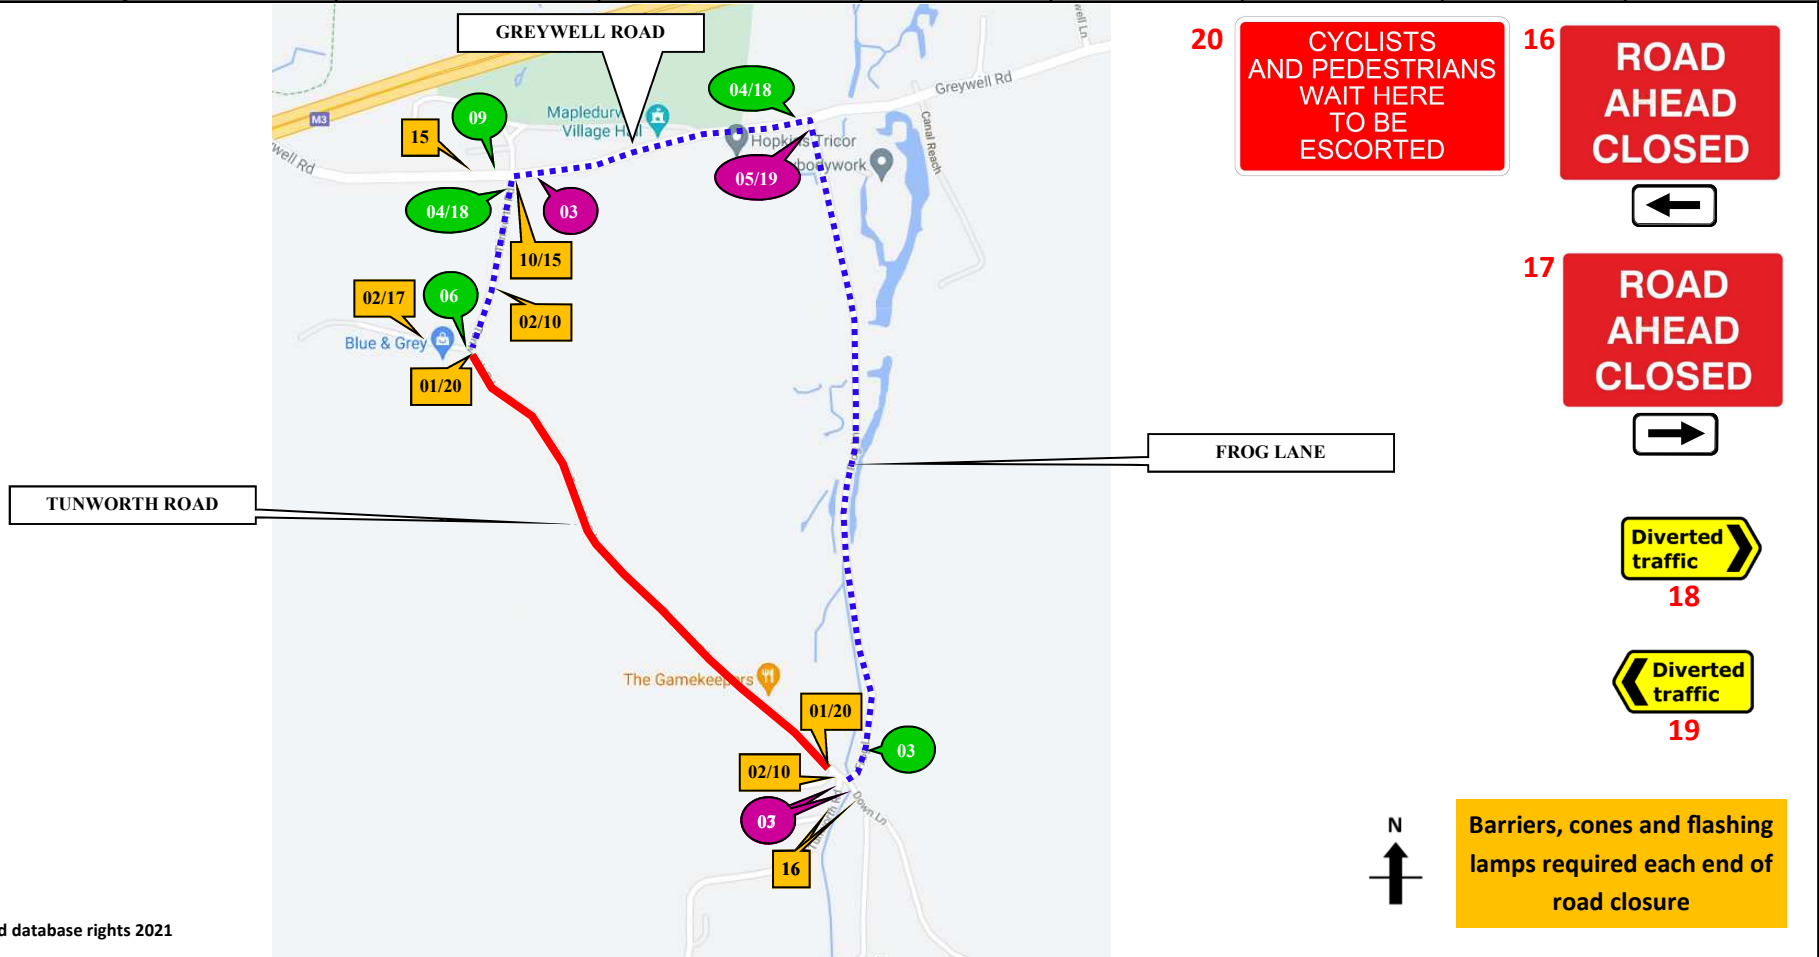 GREYWELL ROAD
20
CYCLISTS
AND PEDESTRIANS
WAIT HERE
TO BE
ESCORTED
16
ROAD
AHEAD
CLOSED
17
ROAD
AHEAD
CLOSED
Diverted
traffic
18
Diverted
traffic
19
M3
well Ln
Greywell Rd
04/18
Mapledurw
Village Hall
09
15
well Rd
Hopkins Tricor
bodywork
Canal Reach
05/19
04/18
03
10/15
02/17
06
02/10
Blue & Grey
01/20
FROG LANE
TUNWORTH ROAD
The Gamekeepers
01/20
03
02/10
Down Ln
16
N
Barriers, cones and flashing
lamps required each end of
road closure
d database rights 2021